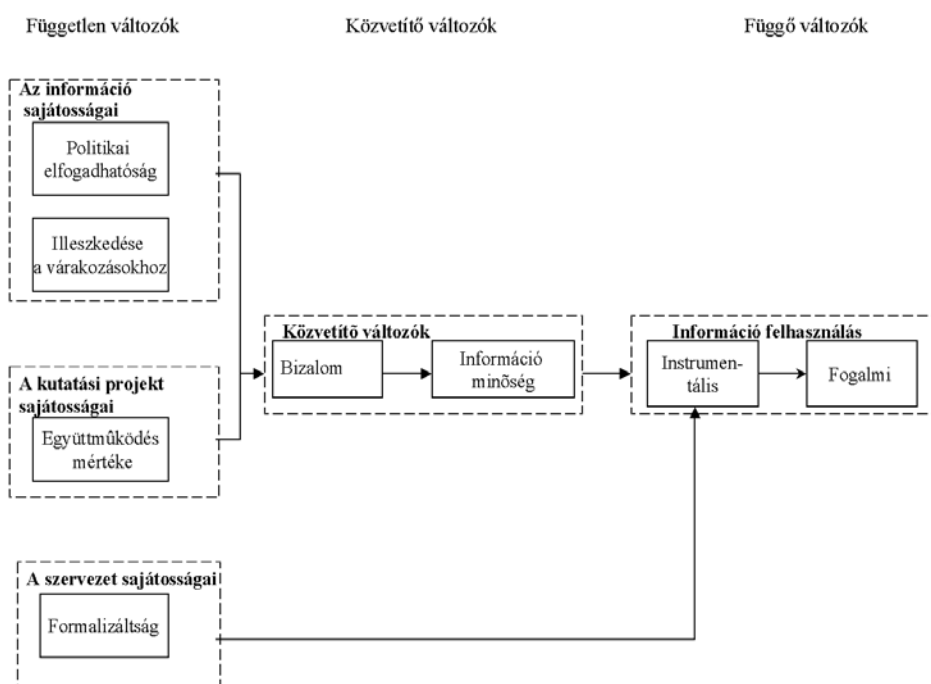 Független változók
Közvetítő változók
Függő változók
Az információ
sajátosságai
Politikai
elfogadhatóság
Illeszkedése
a várakozásokhoz
Közvetítõ változók
Bizalom
Információ
minõség
Információ felhasználás
Instrumen-
tális
Fogalmi
A kutatási projekt
sajátosságai
Együttmûködés
mértéke
A szervezet sajátosságai
Formalizáltság